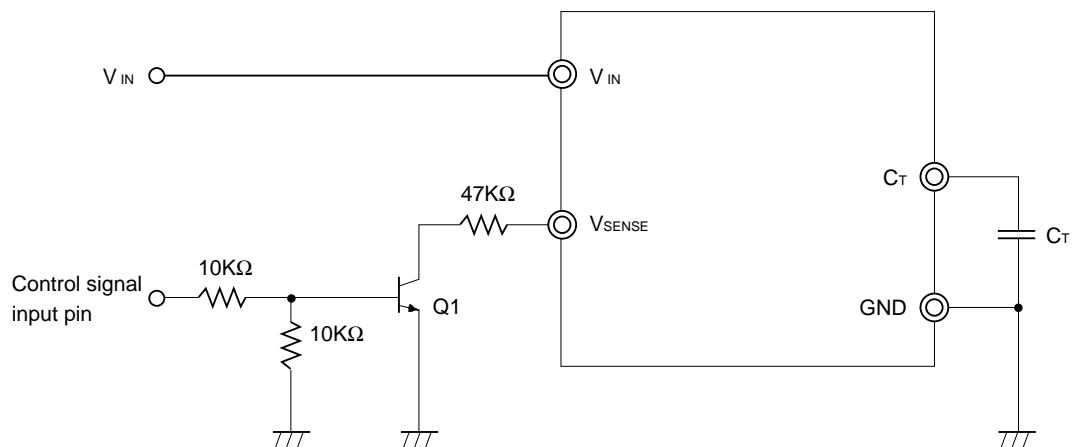 V IN
V IN
CT
47KΩ
VSENSE
CT
Control signal
input pin
10KΩ
Q1
GND
10KΩ